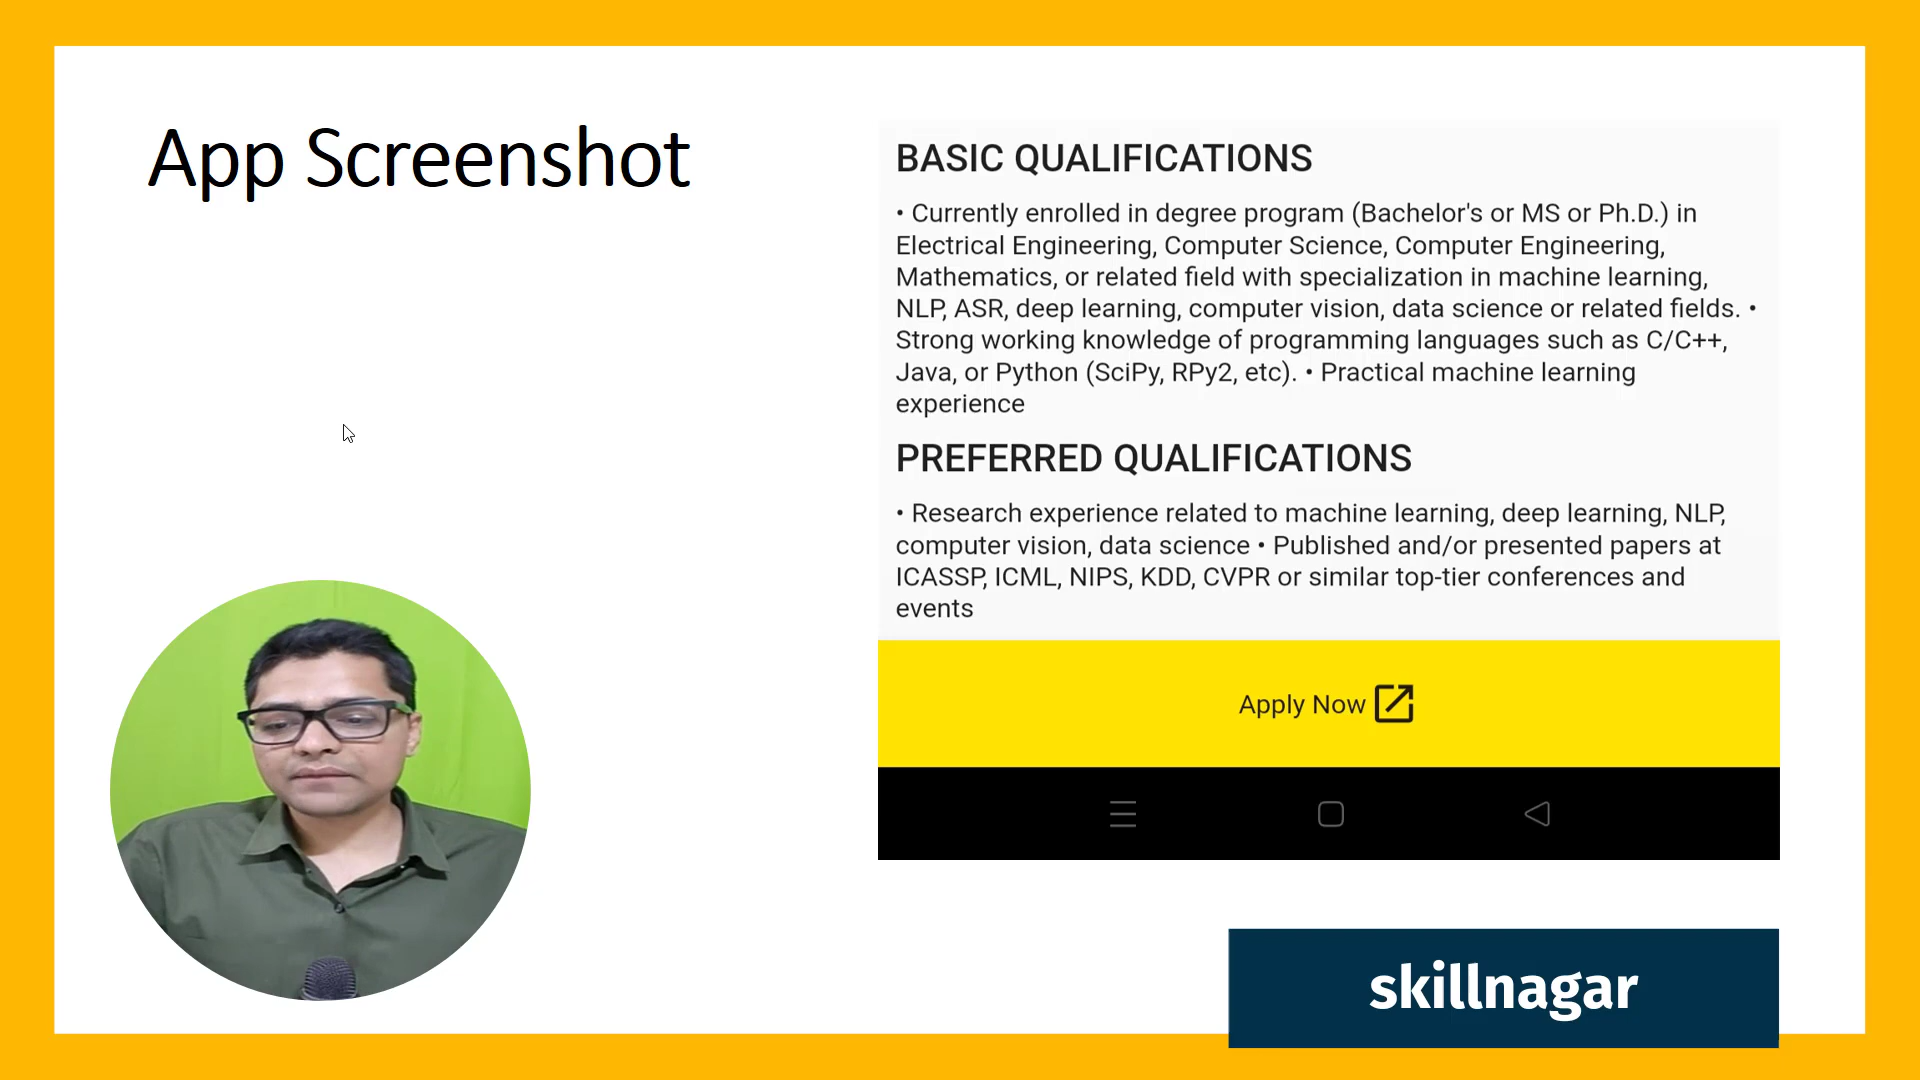 App Screenshot
BASIC QUALIFICATIONS
• Currently enrolled in degree program (Bachelor's or MS or Ph.D.) in
Electrical Engineering, Computer Science, Computer Engineering,
Mathematics, or related field with specialization in machine learning,
NLP, ASR, deep learning, computer vision, data science or related fields. •
Strong working knowledge of programming languages such as C/C++,
Java, or Python (SciPy, RPy2, etc). • Practical machine learning
experience
PREFERRED QUALIFICATIONS
• Research experience related to machine learning, deep learning, NLP,
computer vision, data science • Published and/or presented papers at
ICASSP, ICML, NIPS, KDD, CVPR or similar top-tier conferences and
events
Apply Now
skillnagar